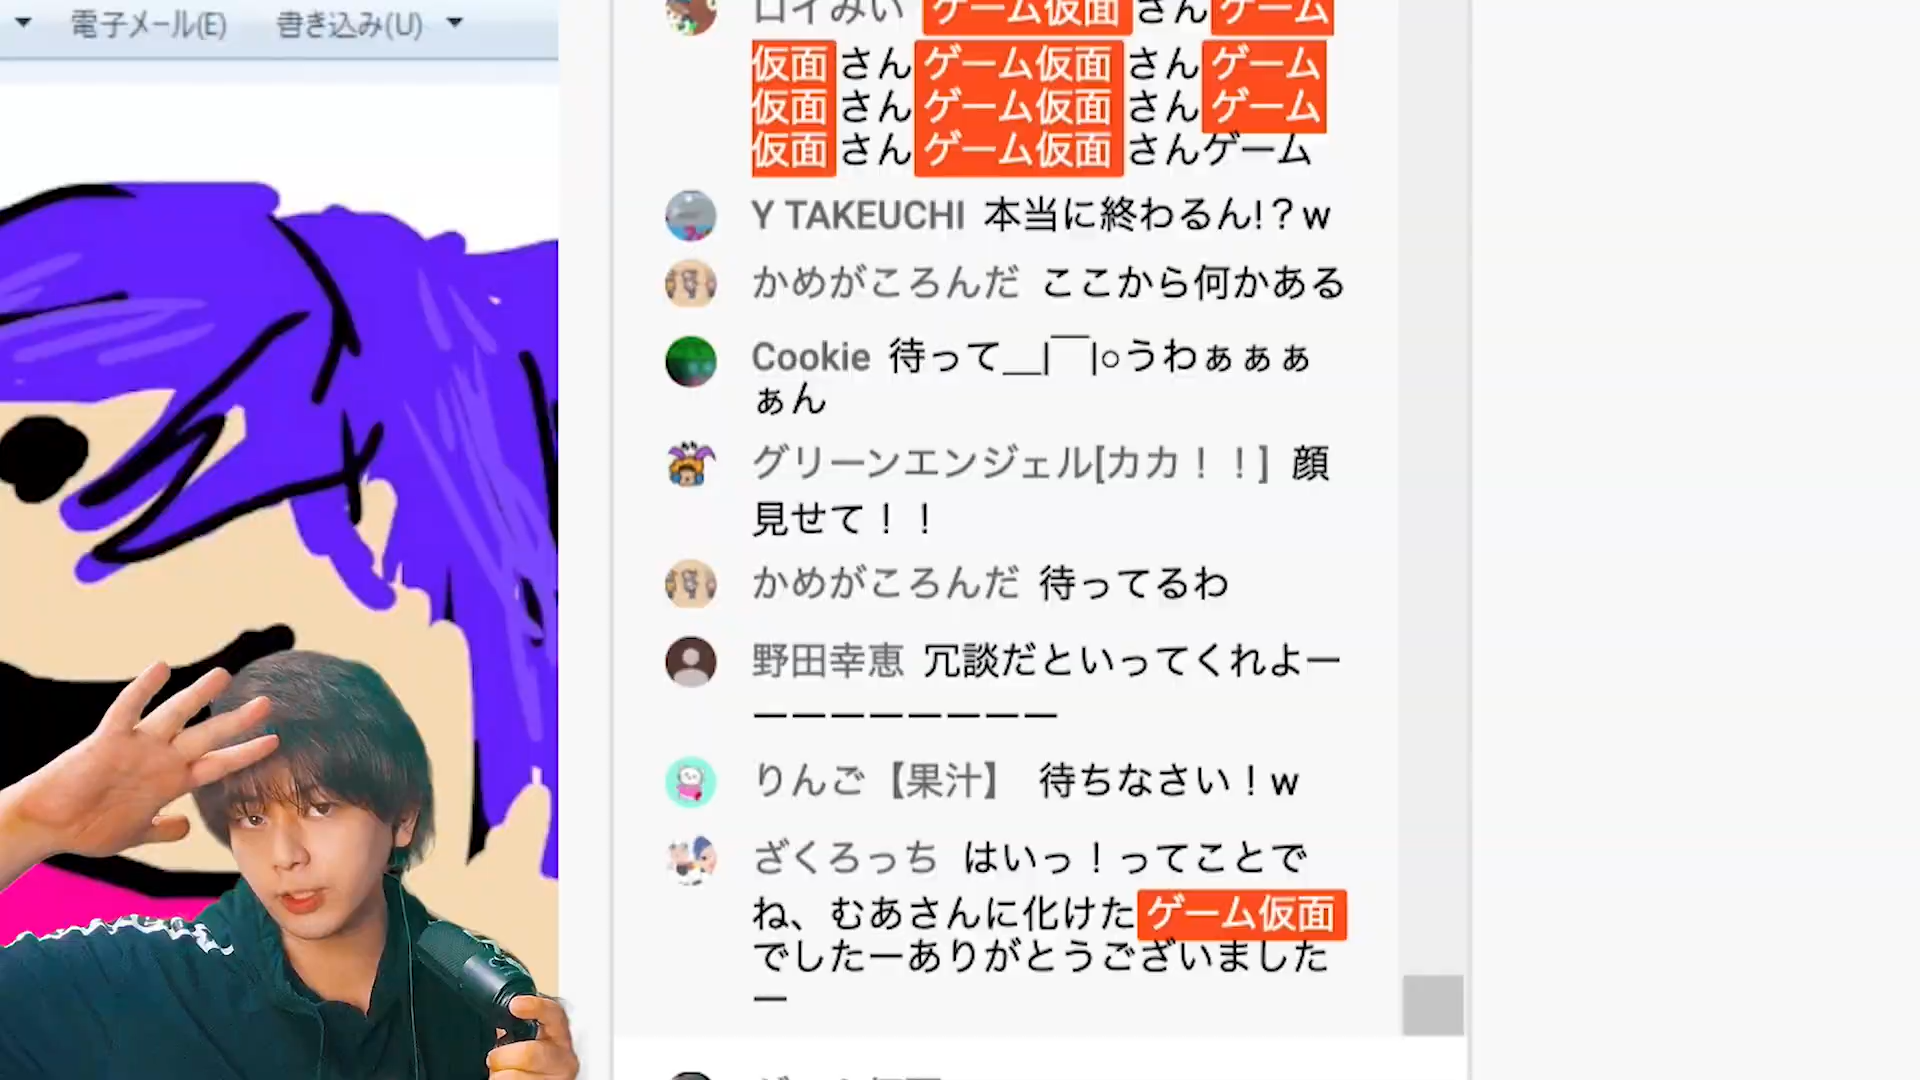 電子メール(E) 書き込み(U)
ロイみい ゲーム仮面 さん ゲーム
仮面 さん ゲーム仮面 さん ゲーム
仮面 さん ゲーム仮面 さん ゲーム
仮面 さん ゲーム仮面 さんゲーム
Y TAKEUCHI 本当に終わるん!？w
かめがころんだ ここから何かある
Cookie 待って＿|￣|○うわぁぁぁ
ぁん
グリーンエンジェル[カカ！！] 顔
見せて！！
かめがころんだ 待ってるわ
野田幸恵 冗談だといってくれよー
ーーーーーーーー
りんご【果汁】 待ちなさい！w
ざくろっち はいっ！ってことで
ね、むあさんに化けた ゲーム仮面
でしたーありがとうございました
ー